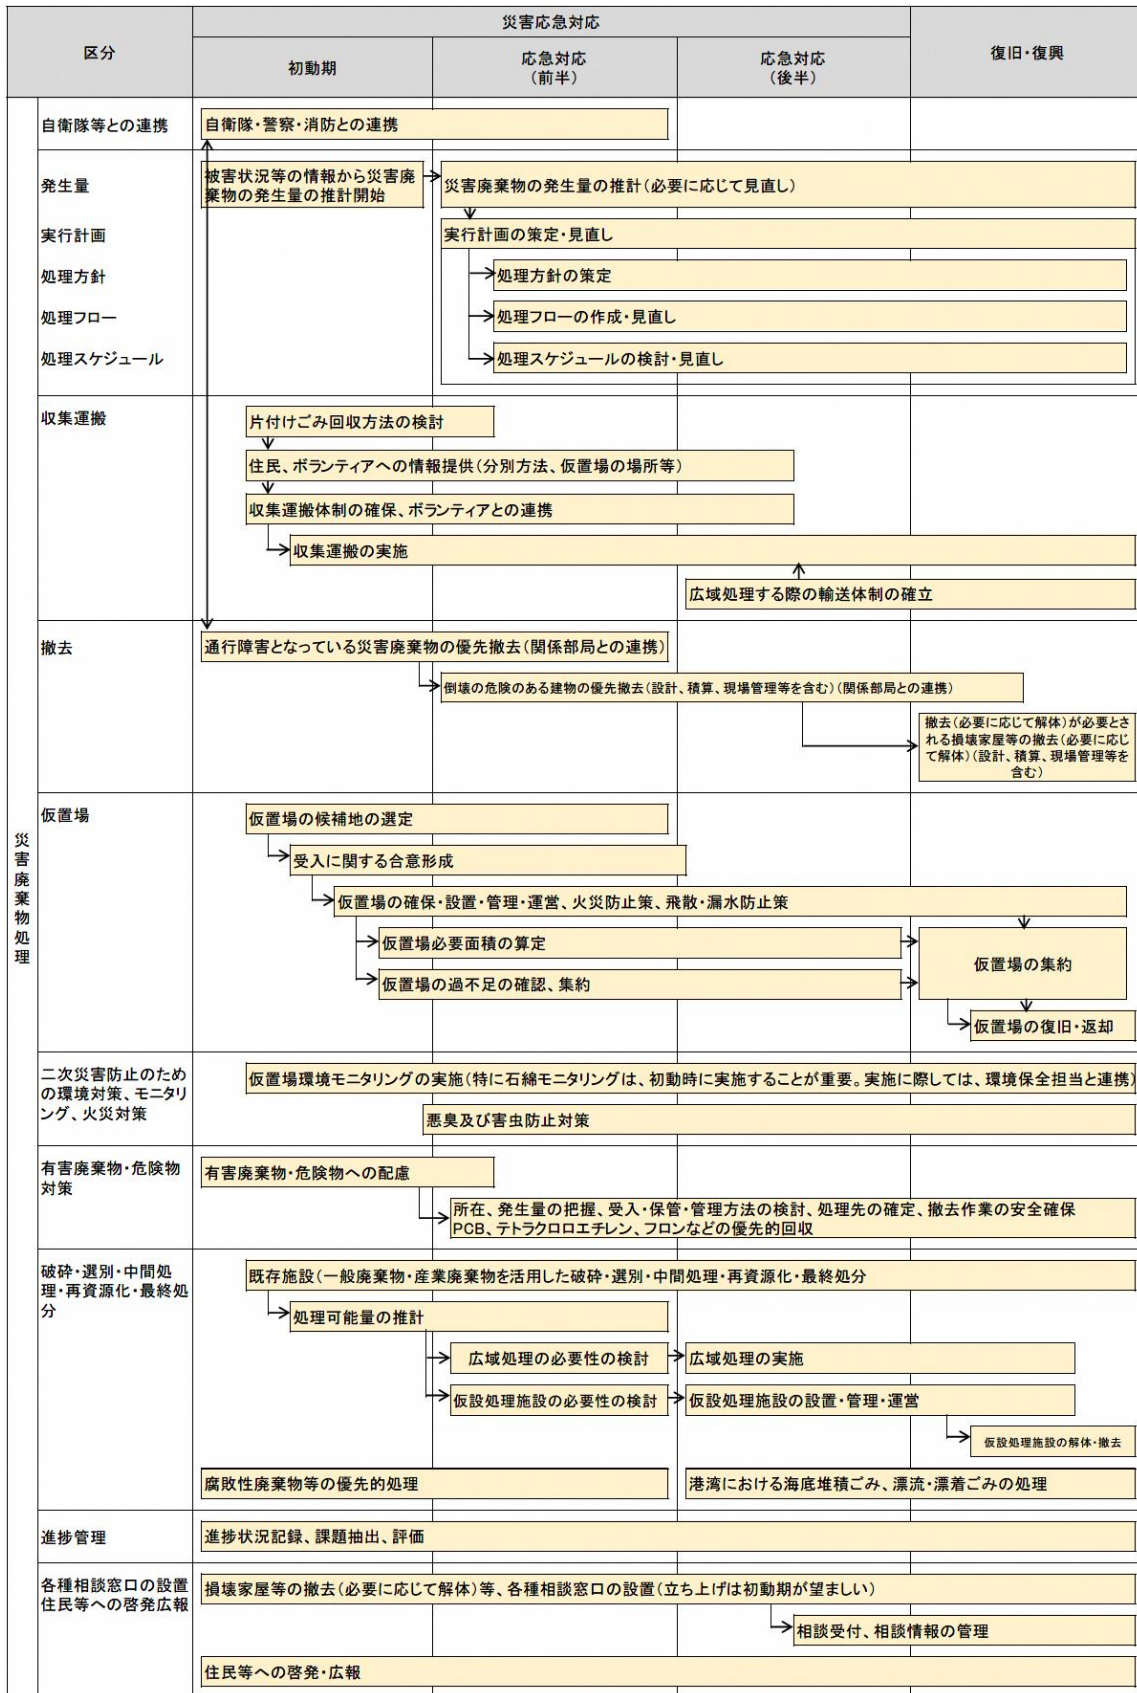 区分
災害応急対応
初動期
応急対応
(前半)
応急対応
(後半)
復旧・復興
災害廃棄物処理
自衛隊等との連携
自衛隊・警察・消防との連携
発生量
被害状況等の情報から災害廃
棄物の発生量の推計開始
災害廃棄物の発生量の推計(必要に応じて見直し)
実行計画
実行計画の策定・見直し
処理方針
処理方針の策定
処理フロー
処理フローの作成・見直し
処理スケジュール
処理スケジュールの検討・見直し
収集運搬
片付けごみ回収方法の検討
住民、ボランティアへの情報提供(分別方法、仮置場の場所等)
収集運搬体制の確保、ボランティアとの連携
収集運搬の実施
広域処理する際の輸送体制の確立
撤去
通行障害となっている災害廃棄物の優先撤去(関係部局との連携)
倒壊の危険のある建物の優先撤去(設計、積算、現場管理等を含む)(関係部局との連携)
撤去(必要に応じて解体)が必要とさ
れる損壊家屋等の撤去(必要に応じ
て解体)(設計、積算、現場管理等を
含む)
仮置場
仮置場の候補地の選定
受入に関する合意形成
仮置場の確保・設置・管理・運営、火災防止策、飛散・漏水防止策
仮置場必要面積の算定
仮置場の過不足の確認、集約
仮置場の集約
仮置場の復旧・返却
二次災害防止のため
の環境対策、モニタリ
ング、火災対策
仮置場環境モニタリングの実施(特に石綿モニタリングは、初動時に実施することが重要。実施に際しては、環境保全担当と連携)
悪臭及び害虫防止対策
有害廃棄物・危険物
対策
有害廃棄物・危険物への配慮
所在、発生量の把握、受入・保管・管理方法の検討、処理先の確定、撤去作業の安全確保
PCB、テトラクロロエチレン、フロンなどの優先的回収
破砕・選別・中間処
理・再資源化・最終処
分
既存施設(一般廃棄物・産業廃棄物を活用した破砕・選別・中間処理・再資源化・最終処分
処理可能量の推計
広域処理の必要性の検討
広域処理の実施
仮設処理施設の必要性の検討
仮設処理施設の設置・管理・運営
仮設処理施設の解体・撤去
腐敗性廃棄物等の優先的処理
港湾における海底堆積ごみ、漂流・漂着ごみの処理
進捗管理
進捗状況記録、課題抽出、評価
各種相談窓口の設置
住民等への啓発広報
損壊家屋等の撤去(必要に応じて解体)等、各種相談窓口の設置(立ち上げは初動期が望ましい)
相談受付、相談情報の管理
住民等への啓発・広報